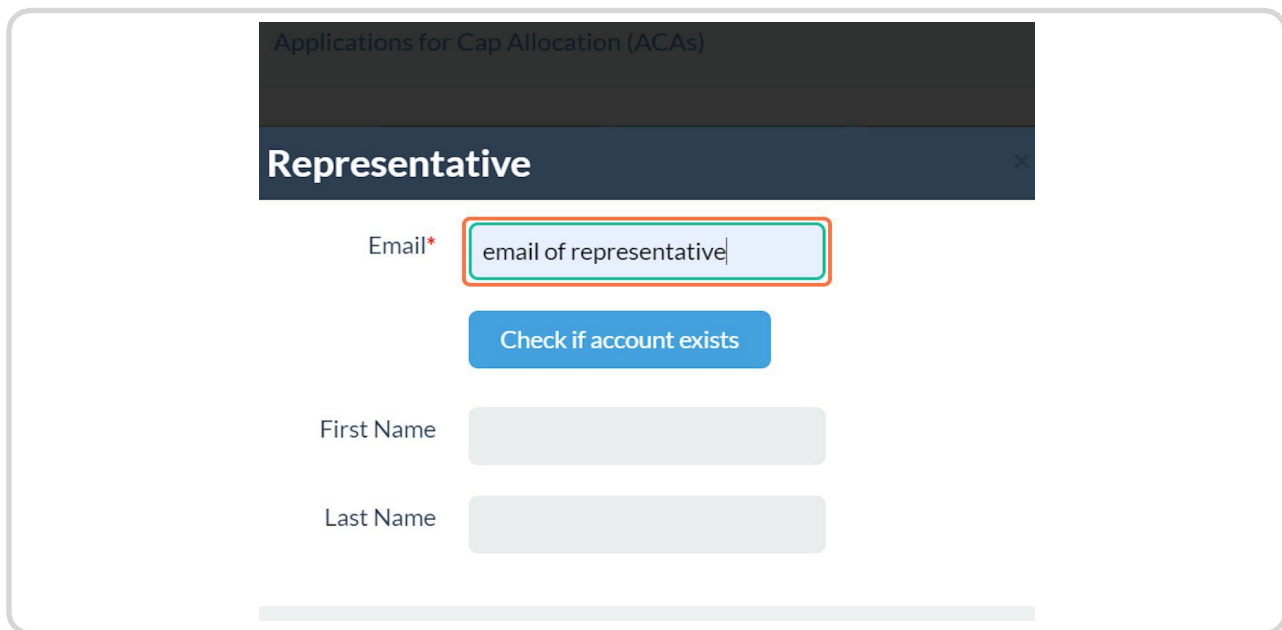 Applications for Cap Allocation (ACAs)
Representative ×
Email* email of representative
Check if account exists
First Name
Last Name